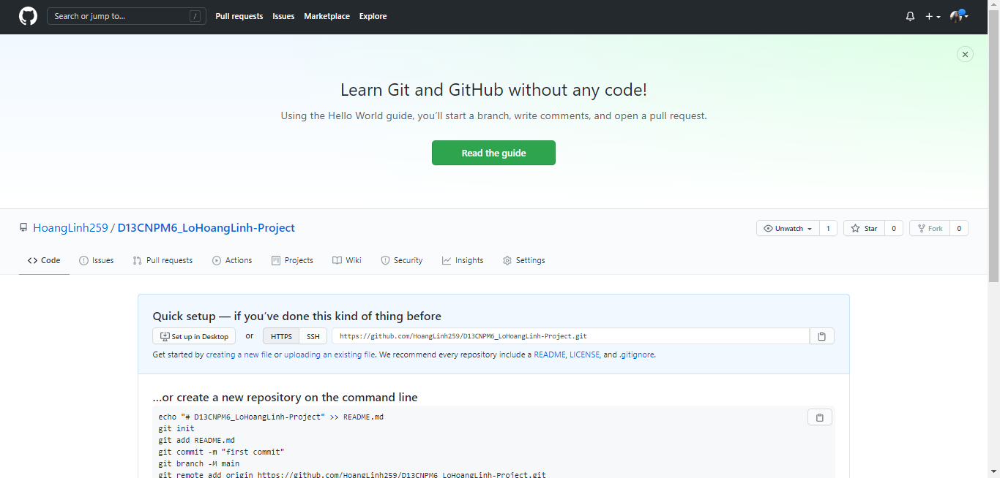 Search or jump to... / Pull requests Issues Marketplace Explore
Learn Git and GitHub without any code!
Using the Hello World guide, you’ll start a branch, write comments, and open a pull request.
Read the guide
HoangLinh259 / D13CNPM6_LoHoangLinh-Project Unwatch 1 Star 0 Fork 0
Code Issues Pull requests Actions Projects Wiki Security Insights Settings
Quick setup — if you’ve done this kind of thing before
Set up in Desktop or HTTPS SSH https://github.com/HoangLinh259/D13CNPM6_LoHoangLinh-Project.git
Get started by creating a new file or uploading an existing file. We recommend every repository include a README, LICENSE, and .gitignore.
…or create a new repository on the command line
echo "# D13CNPM6_LoHoangLinh-Project" >> README.md
git init
git add README.md
git commit -m "first commit"
git branch -M main
git remote add origin https://github.com/HoangLinh259/D13CNPM6_LoHoangLinh-Project.git